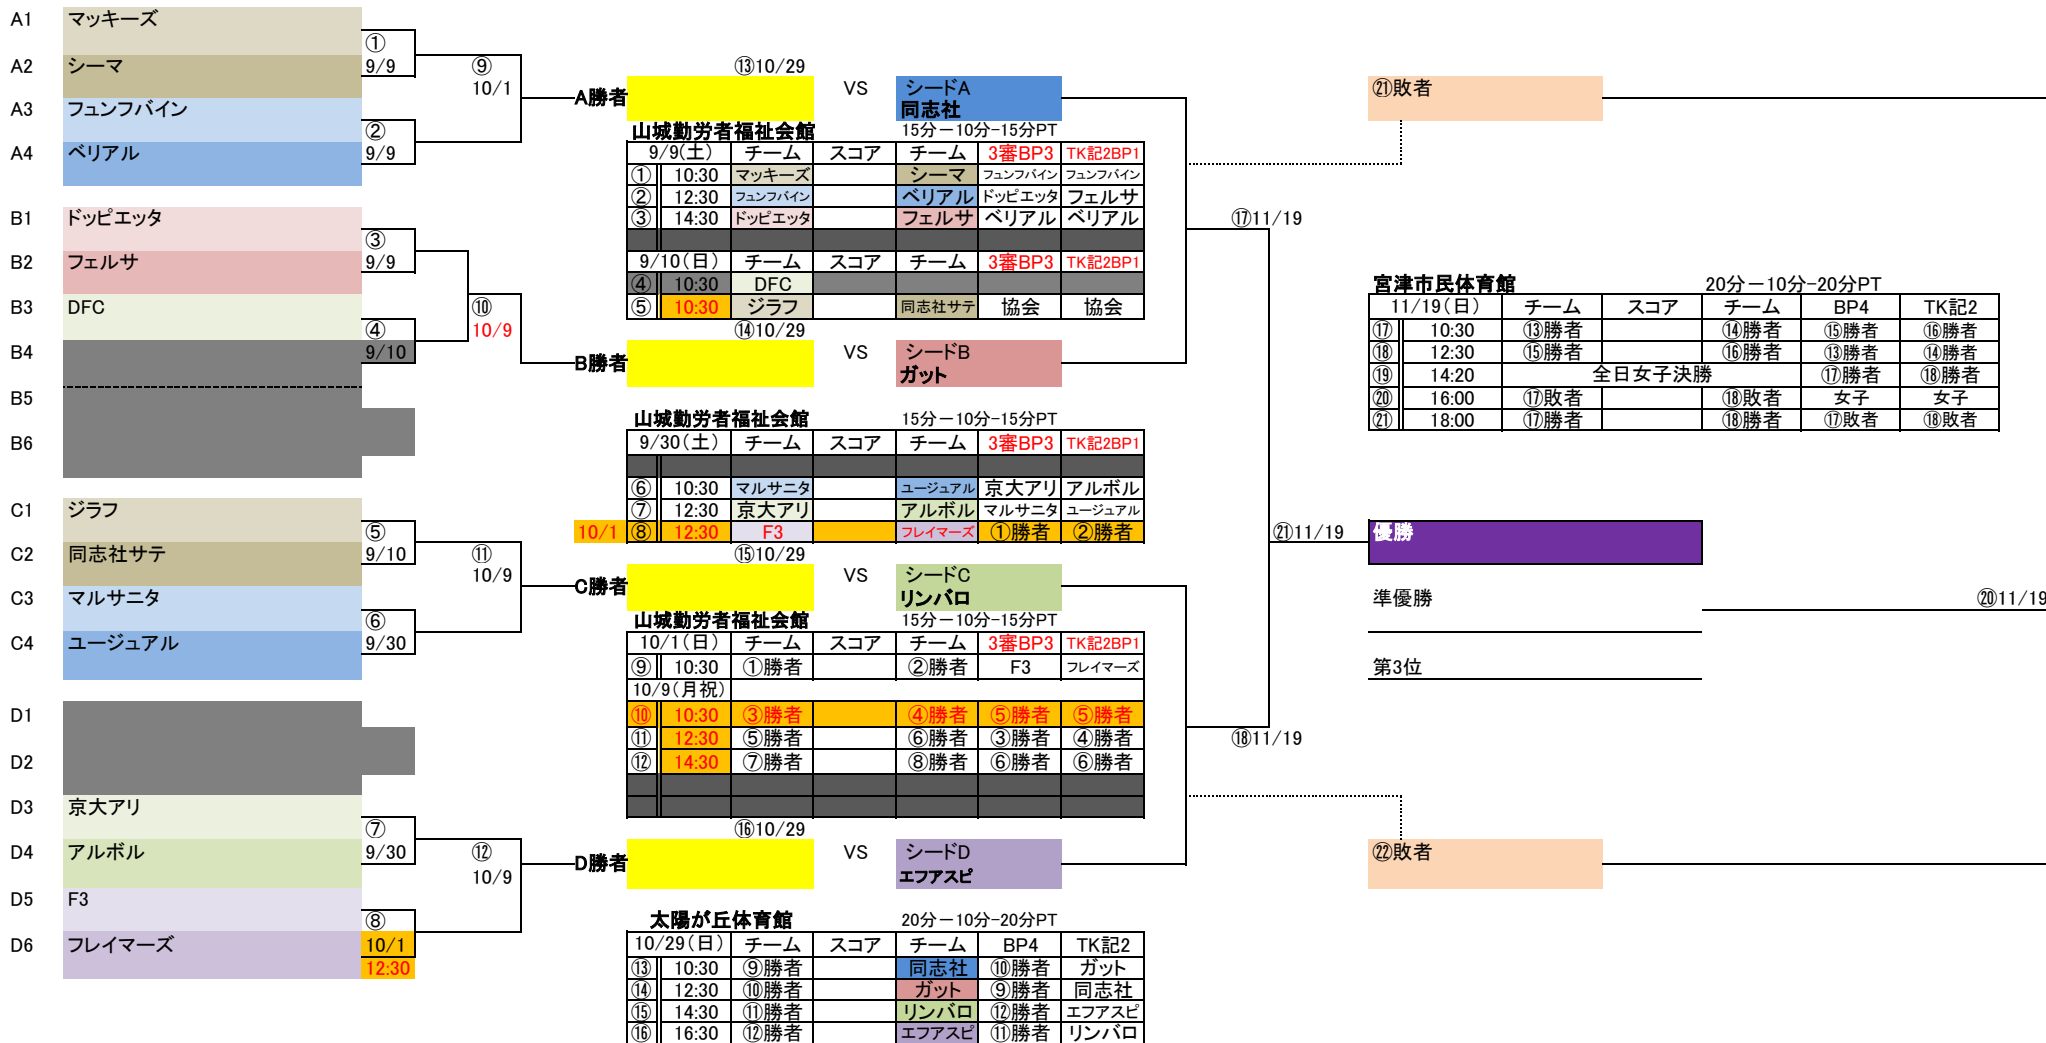 A1 マッキーズ
①
A2 シーマ 9/9 ⑨
10/1
A3 フュンフバイン
②
A4 ベリアル 9/9
B1 ドッピエッタ
③
B2 フェルサ 9/9
B3 DFC ⑩
④ 10/9
B4 9/10
B5
B6
C1 ジラフ
⑤
C2 同志社サテ 9/10 ⑪
10/9
C3 マルサニタ
⑥
C4 ユージュアル 9/30
D1
D2
D3 京大アリ
⑦
D4 アルボル 9/30 ⑫
10/9
D5 F3
⑧
D6 フレイマーズ 10/1
12:30
⑬10/29
A勝者 VS シードA
同志社
山城勤労者福祉会館 15分-10分-15分PT
9/9(土) チーム スコア チーム 3審BP3 TK記2BP1
① 10:30 マッキーズ シーマ フュンフバイン フュンフバイン
② 12:30 フュンフバイン ベリアル ドッピエッタ フェルサ
③ 14:30 ドッピエッタ フェルサ ベリアル ベリアル
9/10(日) チーム スコア チーム 3審BP3 TK記2BP1
④ 10:30 DFC
⑤ 10:30 ジラフ 同志社サテ 協会 協会
⑭10/29
B勝者 VS シードB
ガット
山城勤労者福祉会館 15分-10分-15分PT
9/30(土) チーム スコア チーム 3審BP3 TK記2BP1
⑥ 10:30 マルサニタ ユージュアル 京大アリ アルボル
⑦ 12:30 京大アリ アルボル マルサニタ ユージュアル
10/1 ⑧ 12:30 F3 フレイマーズ ①勝者 ②勝者
⑮10/29
C勝者 VS シードC
リンバロ
山城勤労者福祉会館 15分-10分-15分PT
10/1(日) チーム スコア チーム 3審BP3 TK記2BP1
⑨ 10:30 ①勝者 ②勝者 F3 フレイマーズ
10/9(月祝)
⑩ 10:30 ③勝者 ④勝者 ⑤勝者 ⑤勝者
⑪ 12:30 ⑤勝者 ⑥勝者 ③勝者 ④勝者
⑫ 14:30 ⑦勝者 ⑧勝者 ⑥勝者 ⑥勝者
⑯10/29
D勝者 VS シードD
エフアスピ
太陽が丘体育館 20分-10分-20分PT
10/29(日) チーム スコア チーム BP4 TK記2
⑬ 10:30 ⑨勝者 同志社 ⑩勝者 ガット
⑭ 12:30 ⑩勝者 ガット ⑨勝者 同志社
⑮ 14:30 ⑪勝者 リンバロ ⑫勝者 エフアスピ
⑯ 16:30 ⑫勝者 エフアスピ ⑪勝者 リンバロ
⑰11/19
⑱11/19
㉑11/19
㉑敗者
宮津市民体育館 20分-10分-20分PT
11/19(日) チーム スコア チーム BP4 TK記2
⑰ 10:30 ⑬勝者 ⑭勝者 ⑮勝者 ⑯勝者
⑱ 12:30 ⑮勝者 ⑯勝者 ⑬勝者 ⑭勝者
⑲ 14:20 全日女子決勝 ⑰勝者 ⑱勝者
⑳ 16:00 ⑰敗者 ⑱敗者 女子 女子
㉑ 18:00 ⑰勝者 ⑱勝者 ⑰敗者 ⑱敗者
優勝
準優勝 ⑳11/19
第3位
㉒敗者